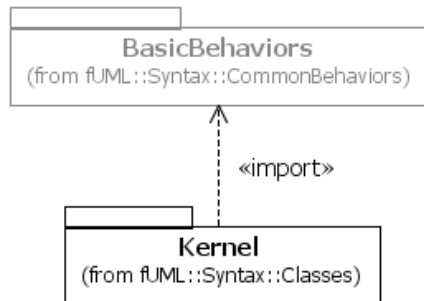 BasicBehaviors
(from fUML::Syntax::CommonBehaviors)
«import»
Kernel
(from fUML::Syntax::Classes)